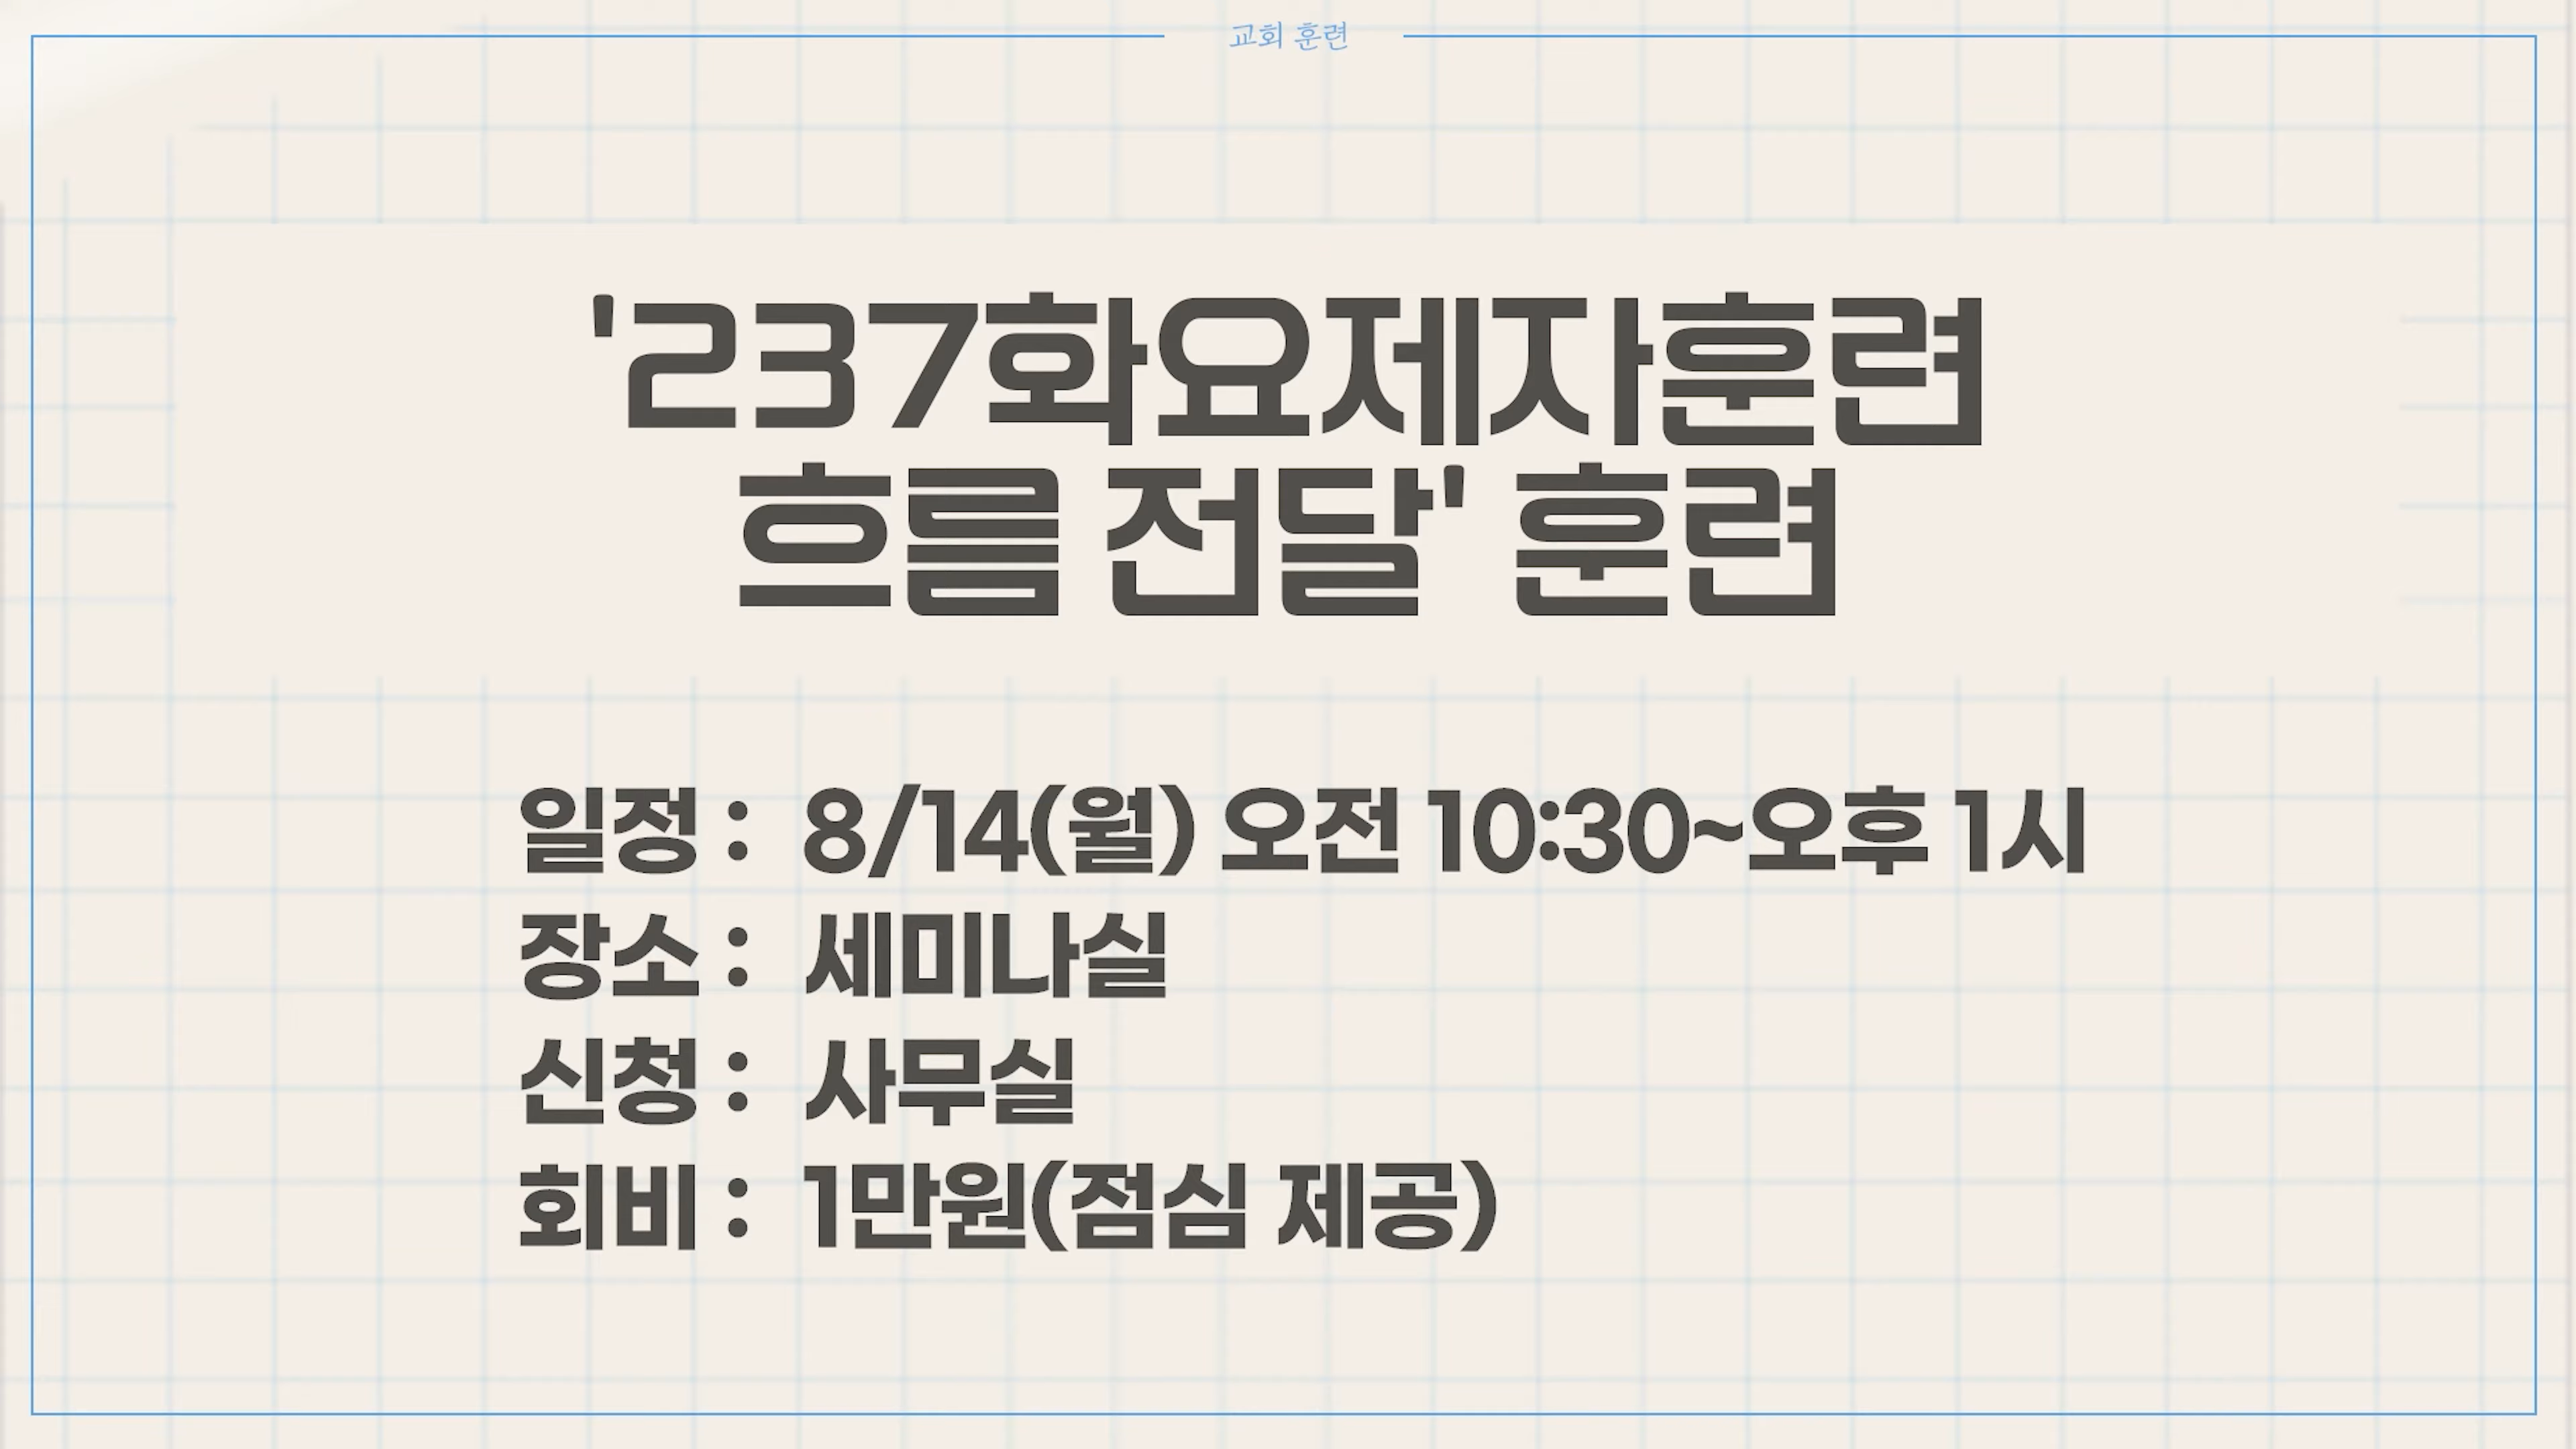 교회 훈련
'237화요제자훈련
흐름 전달' 훈련
일정 : 8/14(월) 오전 10:30~오후 1시
장소 : 세미나실
신청 : 사무실
회비 : 1만원(점심 제공)